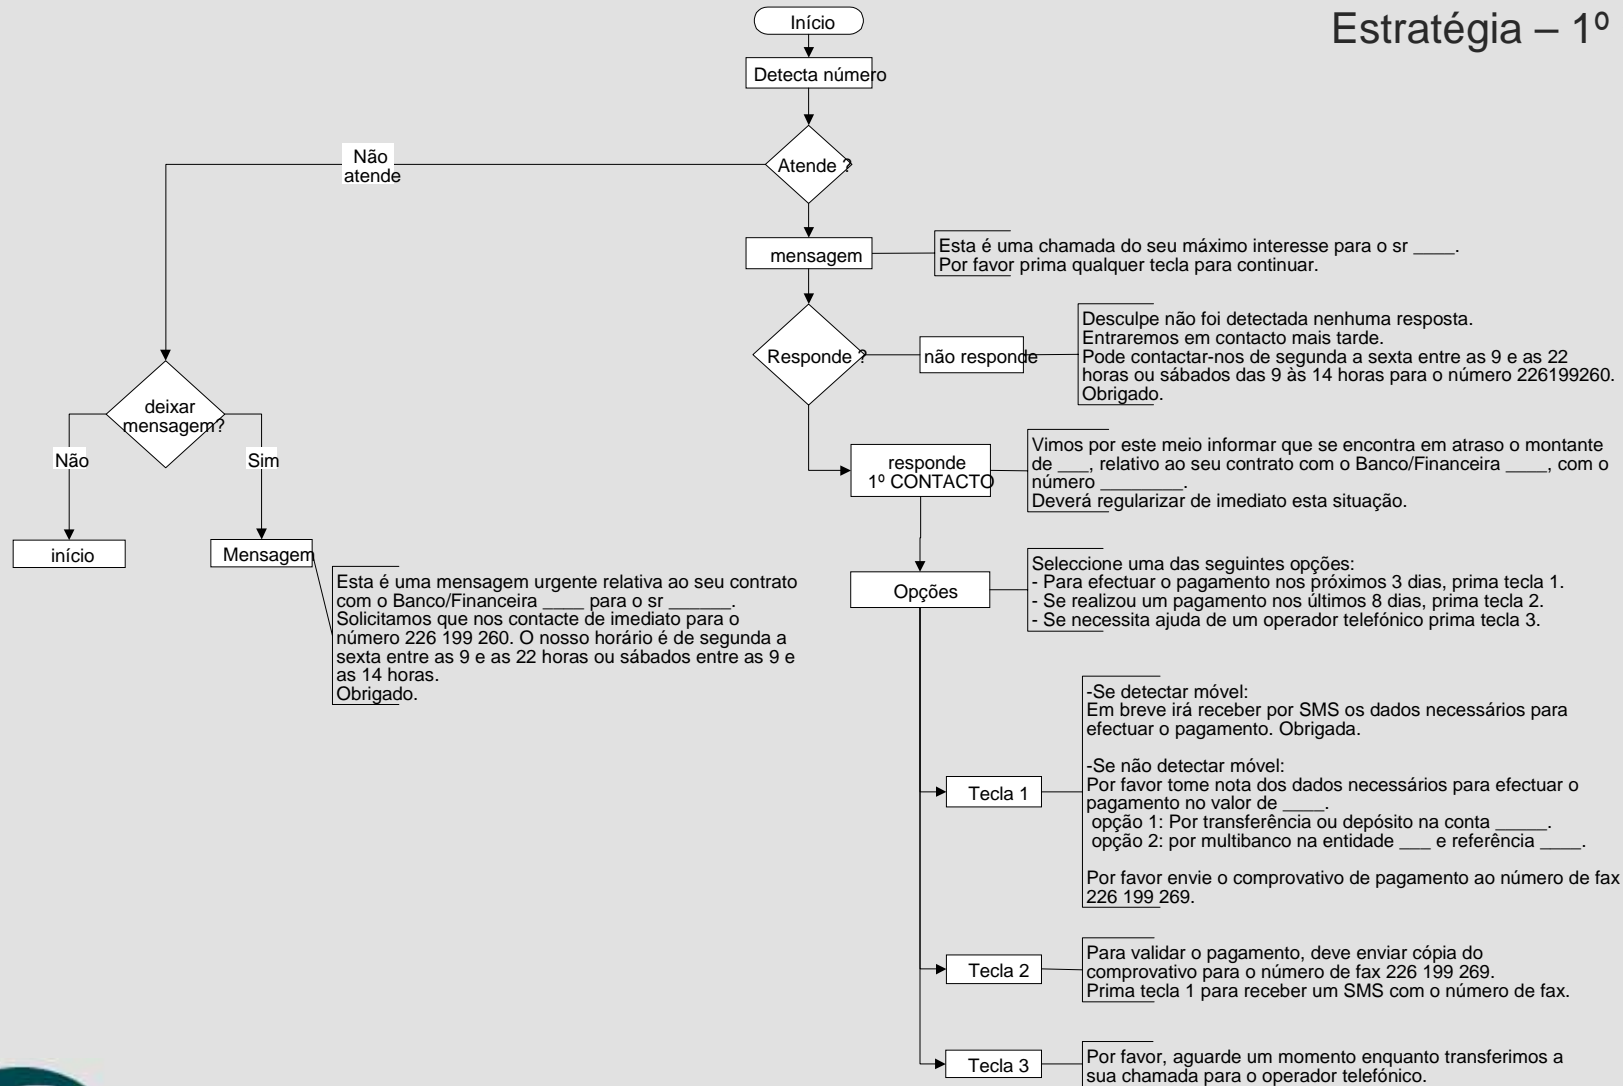 Estratégia – 1º
Início
Detecta número
Atende ?
Não
atende
mensagem
Esta é uma chamada do seu máximo interesse para o sr ____.
Por favor prima qualquer tecla para continuar.
Responde ?
não responde
Desculpe não foi detectada nenhuma resposta.
Entraremos em contacto mais tarde.
Pode contactar-nos de segunda a sexta entre as 9 e as 22
horas ou sábados das 9 às 14 horas para o número 226199260.
Obrigado.
deixar
mensagem?
Não
Sim
início
Mensagem
Esta é uma mensagem urgente relativa ao seu contrato
com o Banco/Financeira ____ para o sr ______.
Solicitamos que nos contacte de imediato para o
número 226 199 260. O nosso horário é de segunda a
sexta entre as 9 e as 22 horas ou sábados entre as 9 e
as 14 horas.
Obrigado.
responde
1º CONTACTO
Vimos por este meio informar que se encontra em atraso o montante
de ___, relativo ao seu contrato com o Banco/Financeira ____, com o
número ________.
Deverá regularizar de imediato esta situação.
Opções
Seleccione uma das seguintes opções:
- Para efectuar o pagamento nos próximos 3 dias, prima tecla 1.
- Se realizou um pagamento nos últimos 8 dias, prima tecla 2.
- Se necessita ajuda de um operador telefónico prima tecla 3.
Tecla 1
-Se detectar móvel:
Em breve irá receber por SMS os dados necessários para
efectuar o pagamento. Obrigada.
-Se não detectar móvel:
Por favor tome nota dos dados necessários para efectuar o
pagamento no valor de ____.
opção 1: Por transferência ou depósito na conta _____.
opção 2: por multibanco na entidade ___ e referência ____.
Por favor envie o comprovativo de pagamento ao número de fax
226 199 269.
Tecla 2
Para validar o pagamento, deve enviar cópia do
comprovativo para o número de fax 226 199 269.
Prima tecla 1 para receber um SMS com o número de fax.
Tecla 3
Por favor, aguarde um momento enquanto transferimos a
sua chamada para o operador telefónico.